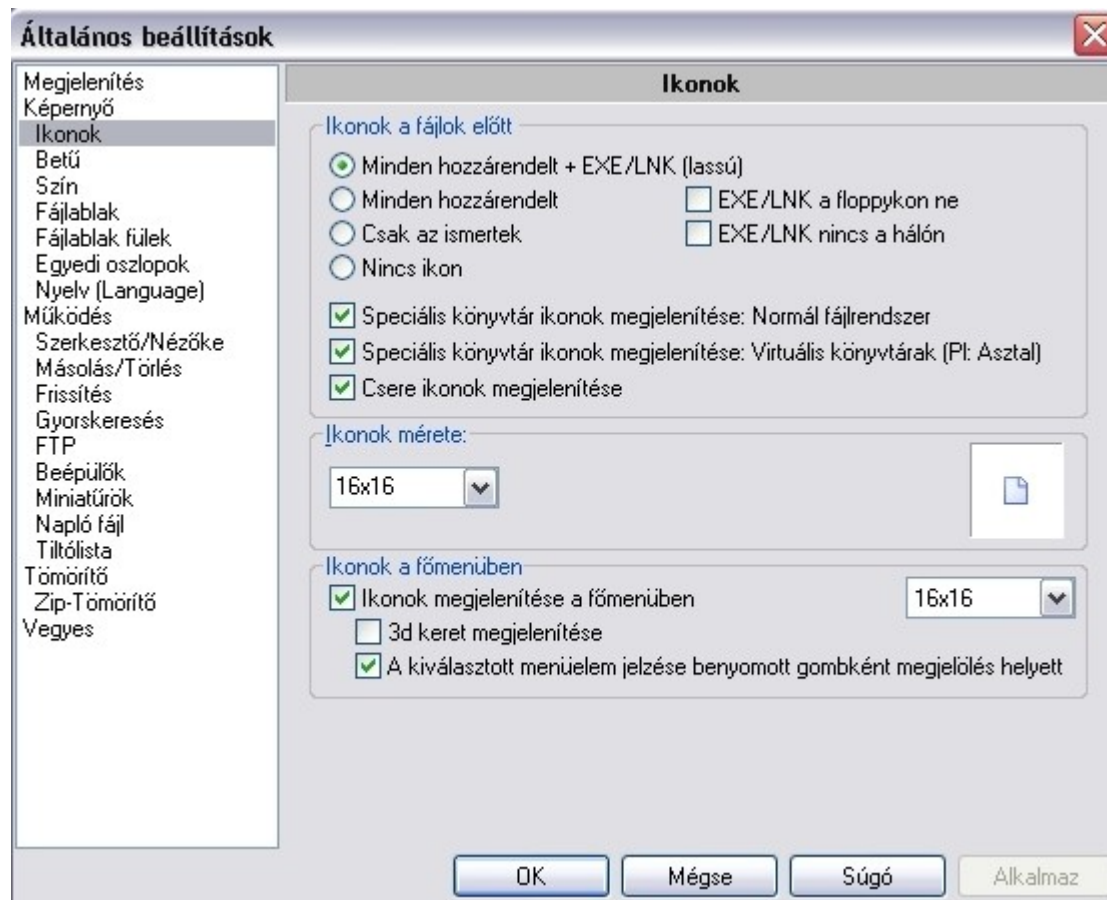 Általános beállítások
Megjelenítés
Képernyő
Ikonok
Betű
Szín
Fájlablak
Fájlablak fülek
Egyedi oszlopok
Nyelv (Language)
Működés
Szerkesztő/Nézőke
Másolás/Törlés
Frissítés
Gyorskeresés
FTP
Beépülők
Miniatűrök
Napló fájl
Tiltólista
Tömörítő
Zip-Tömörítő
Vegyes
Ikonok
Ikonok a fájlok előtt
Minden hozzárendelt + EXE/LNK (lassú)
Minden hozzárendelt
EXE/LNK a floppykon ne
Csak az ismertek
EXE/LNK nincs a hálón
Nincs ikon
Speciális könyvtár ikonok megjelenítése: Normál fájlrendszer
Speciális könyvtár ikonok megjelenítése: Virtuális könyvtárak (Pl: Asztal)
Csere ikonok megjelenítése
Ikonok mérete:
16x16
Ikonok a főmenüben
Ikonok megjelenítése a főmenüben
16x16
3d keret megjelenítése
A kiválasztott menüelem jelzése benyomott gombként megjelölés helyett
OK
Mégse
Súgó
Alkalmaz